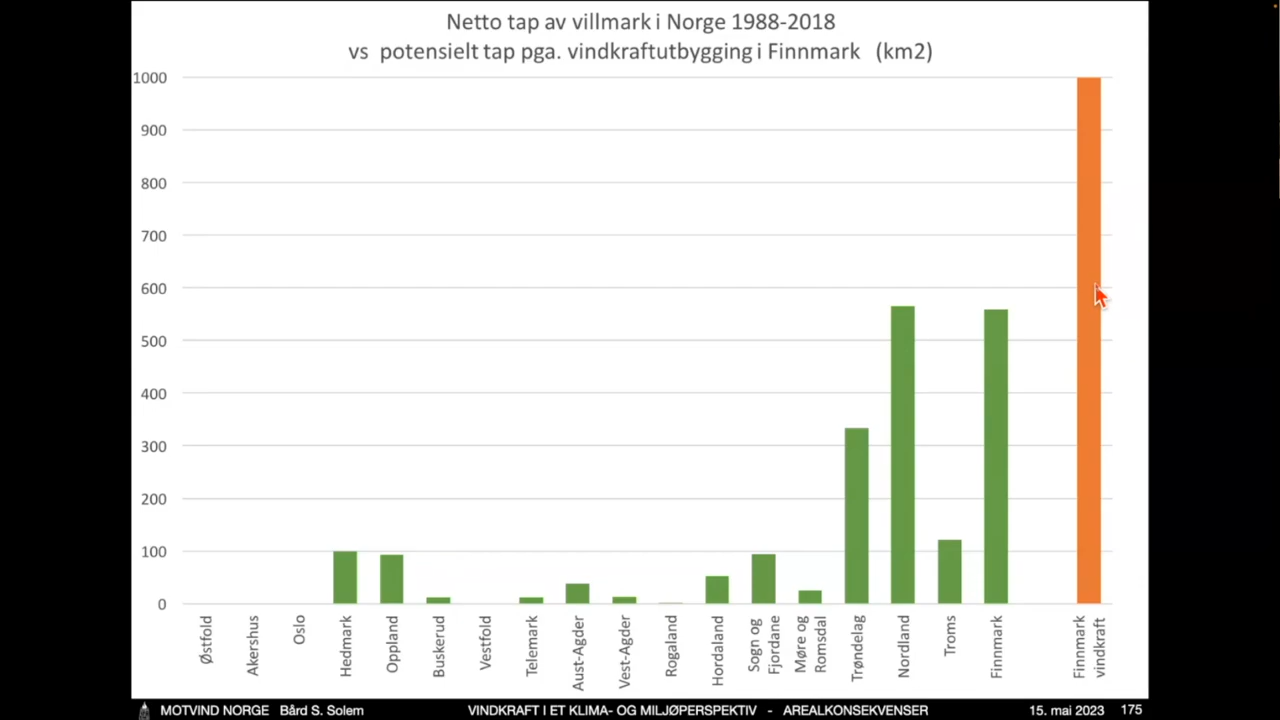 Netto tap av villmark i Norge 1988-2018
vs potensielt tap pga. vindkraftutbygging i Finnmark (km2)
1000
900
800
700
600
500
400
300
200
100
0
Østfold
Akershus
Oslo
Hedmark
Oppland
Buskerud
Vestfold
Telemark
Aust-Agder
Vest-Agder
Rogaland
Hordaland
Sogn og
Fjordane
Møre og
Romsdal
Trøndelag
Nordland
Troms
Finnmark
Finnmark
vindkraft
MOTVIND NORGE Bård S. Solem VINDKRAFT I ET KLIMA- OG MILJØPERSPEKTIV - AREALKONSEKVENSER 15. mai 2023 175